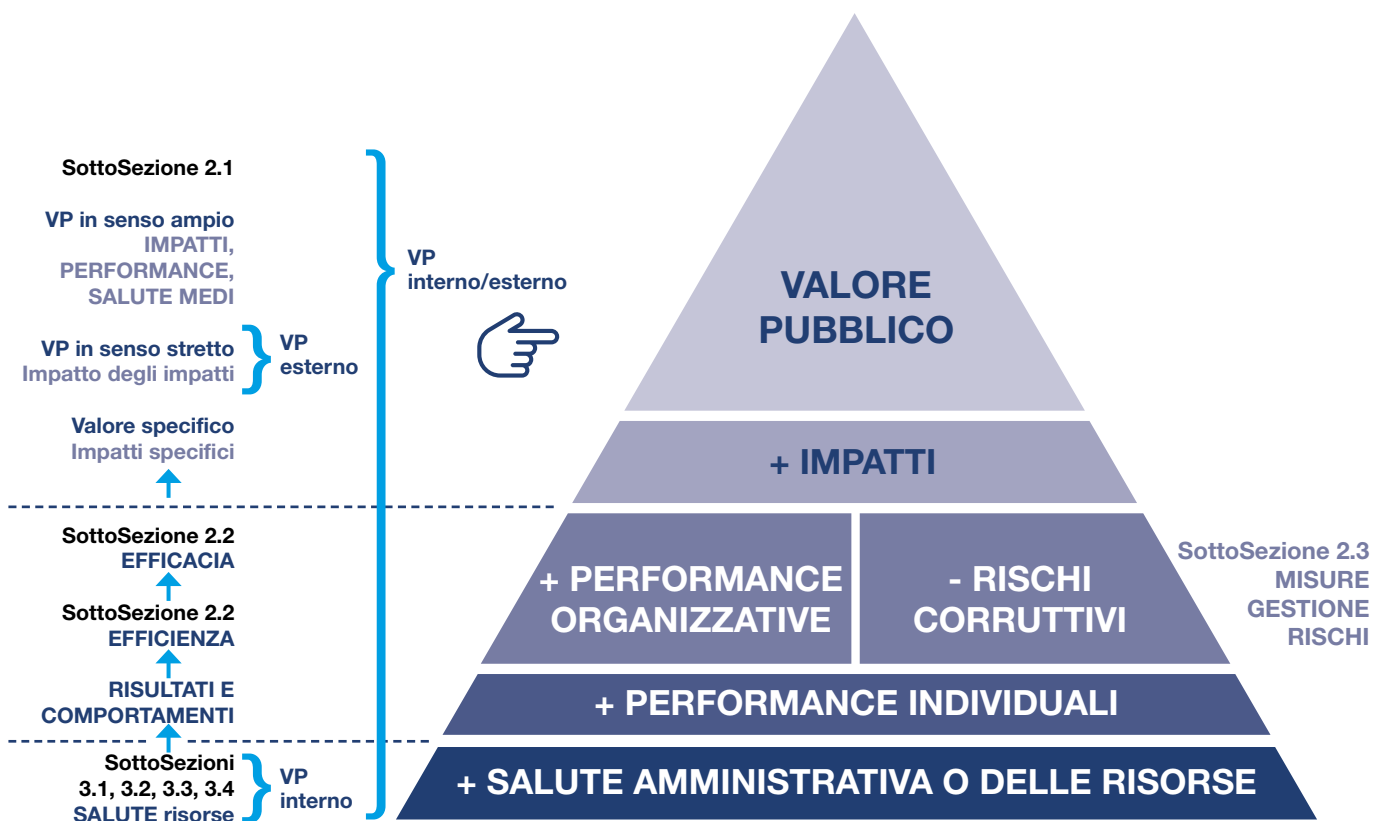 SottoSezione 2.1
VP in senso ampio
IMPATTI,
PERFORMANCE,
SALUTE MEDI
VP in senso stretto
Impatto degli impatti
VP
esterno
Valore specifico
Impatti specifici
VP
interno/esterno
SottoSezione 2.2
EFFICACIA
SottoSezione 2.2
EFFICIENZA
RISULTATI E
COMPORTAMENTI
SottoSezioni
3.1, 3.2, 3.3, 3.4
SALUTE risorse
VP
interno
VALORE
PUBBLICO
+ IMPATTI
+ PERFORMANCE
ORGANIZZATIVE
- RISCHI
CORRUTTIVI
SottoSezione 2.3
MISURE
GESTIONE
RISCHI
+ PERFORMANCE INDIVIDUALI
+ SALUTE AMMINISTRATIVA O DELLE RISORSE